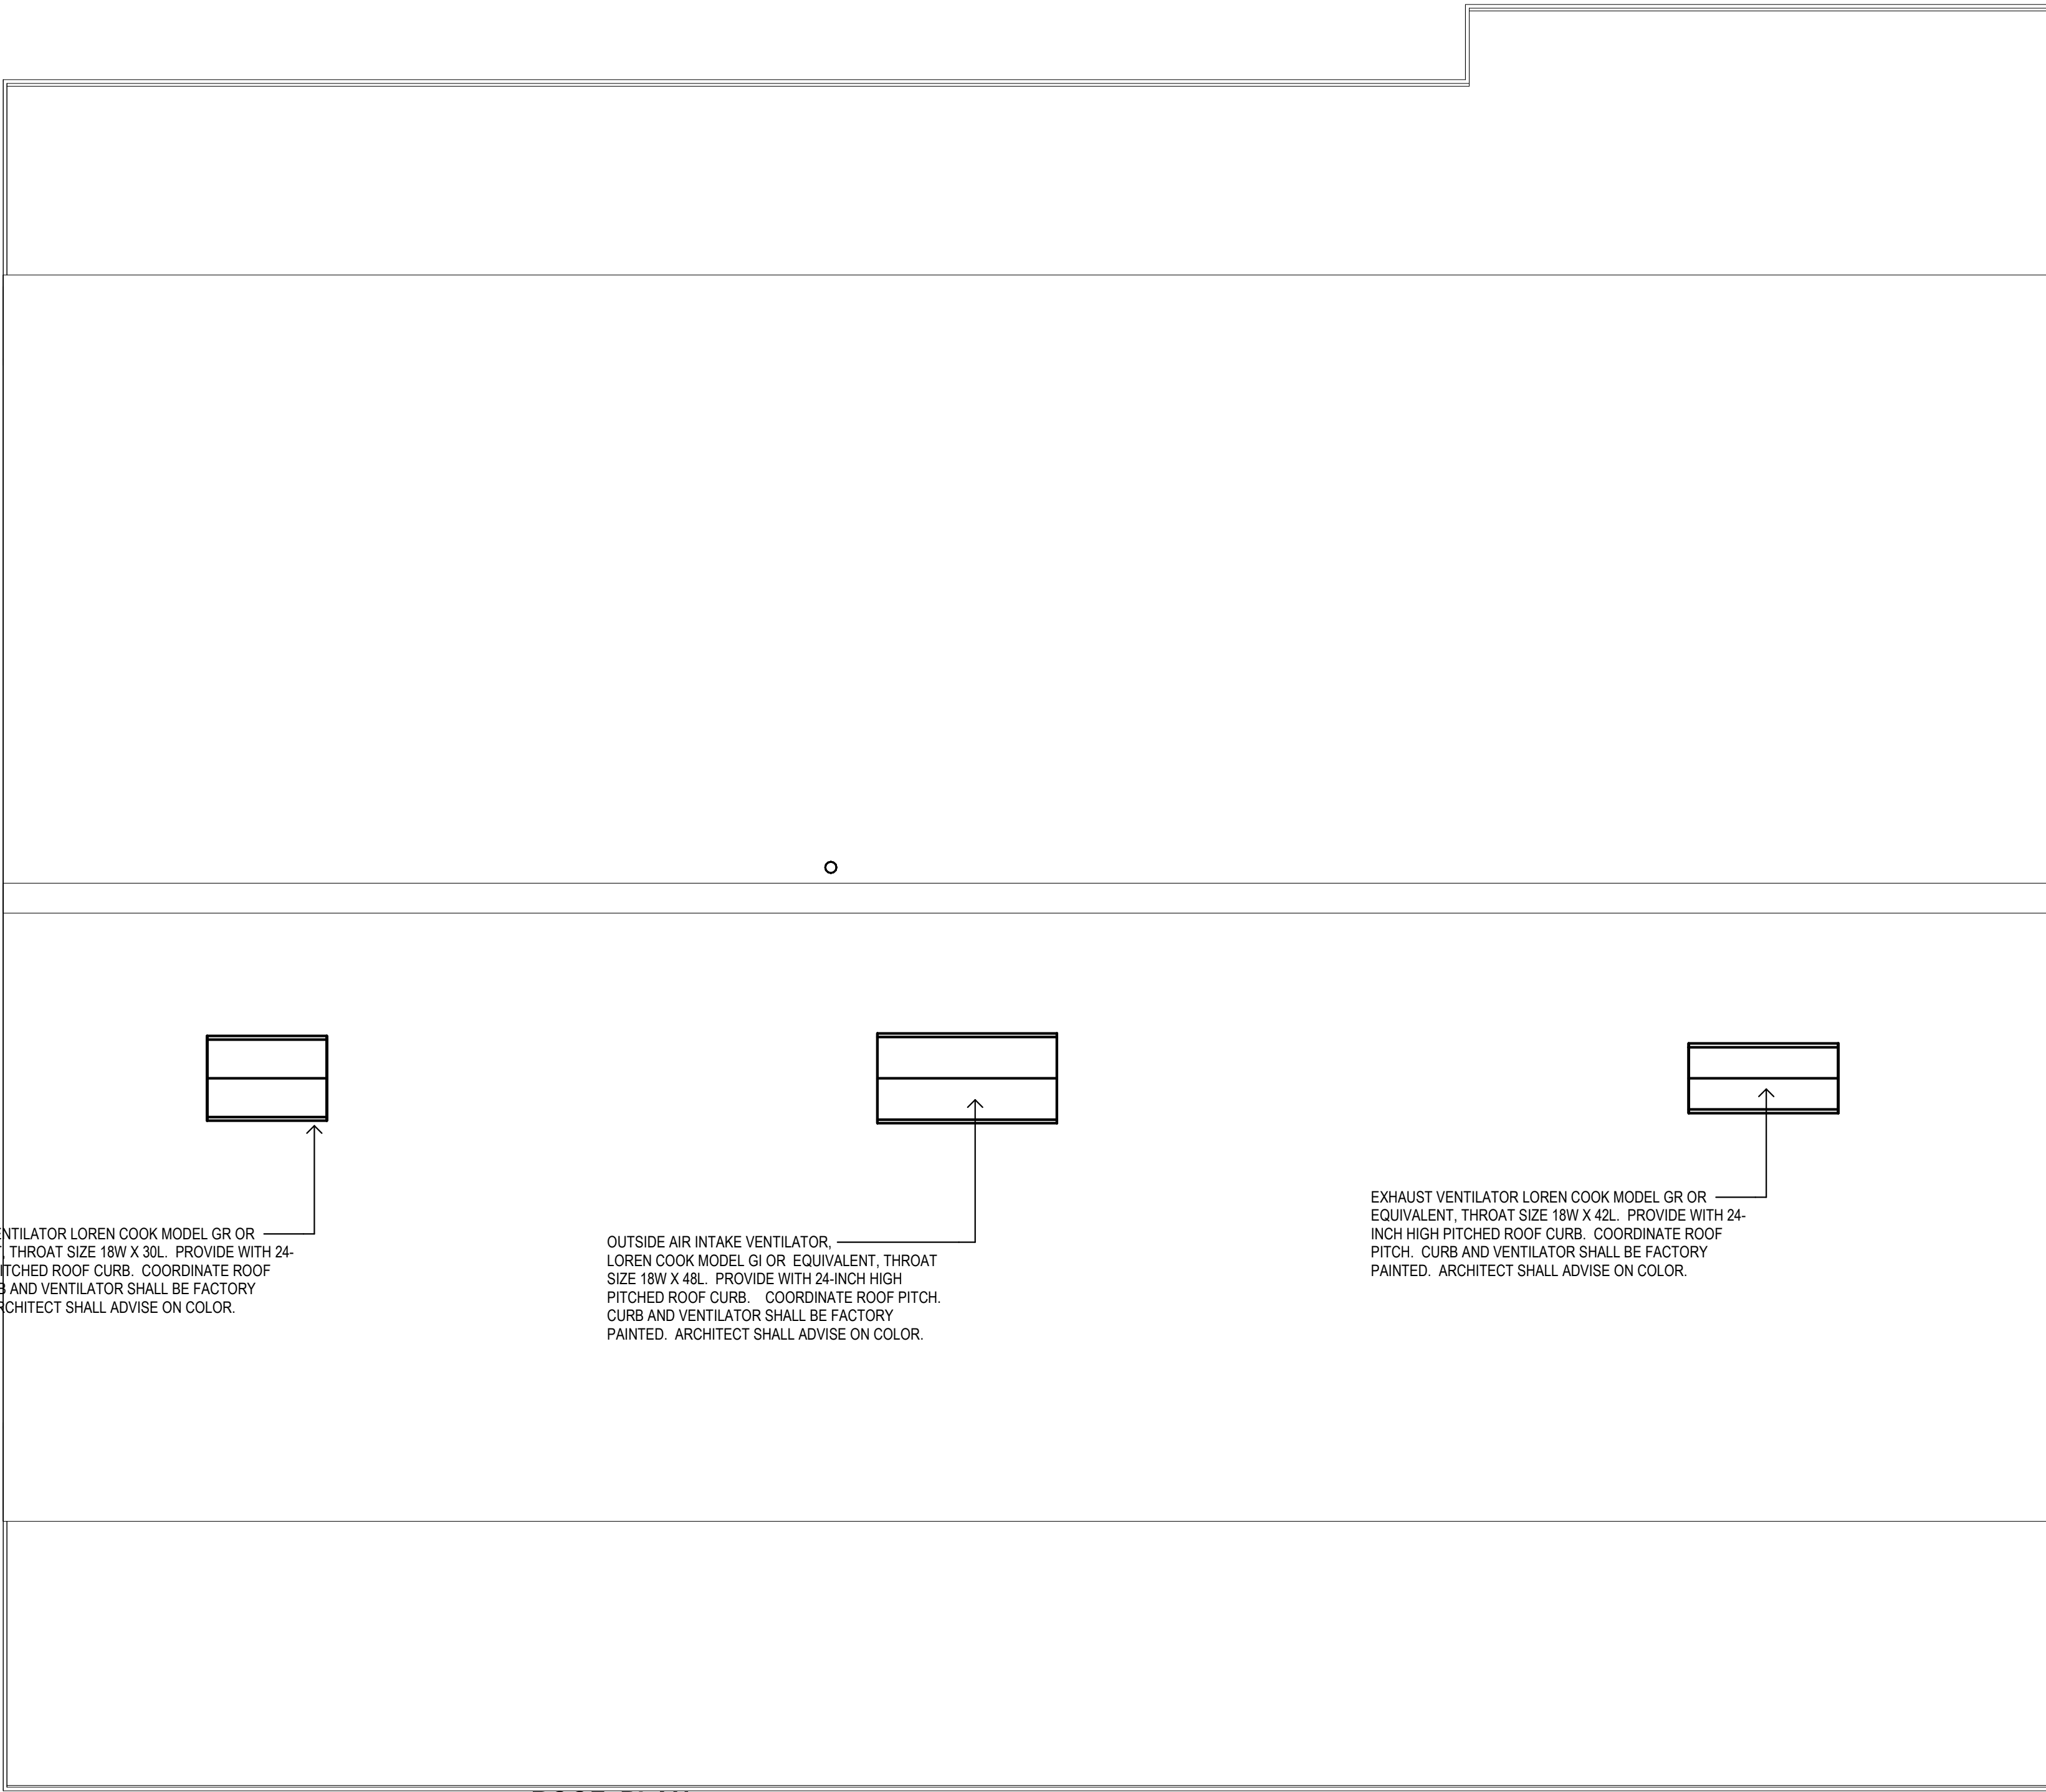 VENTILATOR LOREN COOK MODEL GR OR
THROAT SIZE 18W X 30L. PROVIDE WITH 24-
PITCHED ROOF CURB. COORDINATE ROOF
AND VENTILATOR SHALL BE FACTORY
ARCHITECT SHALL ADVISE ON COLOR.
OUTSIDE AIR INTAKE VENTILATOR,
LOREN COOK MODEL GI OR EQUIVALENT, THROAT
SIZE 18W X 48L. PROVIDE WITH 24-INCH HIGH
PITCHED ROOF CURB. COORDINATE ROOF PITCH.
CURB AND VENTILATOR SHALL BE FACTORY
PAINTED. ARCHITECT SHALL ADVISE ON COLOR.
EXHAUST VENTILATOR LOREN COOK MODEL GR OR
EQUIVALENT, THROAT SIZE 18W X 42L. PROVIDE WITH 24-
INCH HIGH PITCHED ROOF CURB. COORDINATE ROOF
PITCH. CURB AND VENTILATOR SHALL BE FACTORY
PAINTED. ARCHITECT SHALL ADVISE ON COLOR.